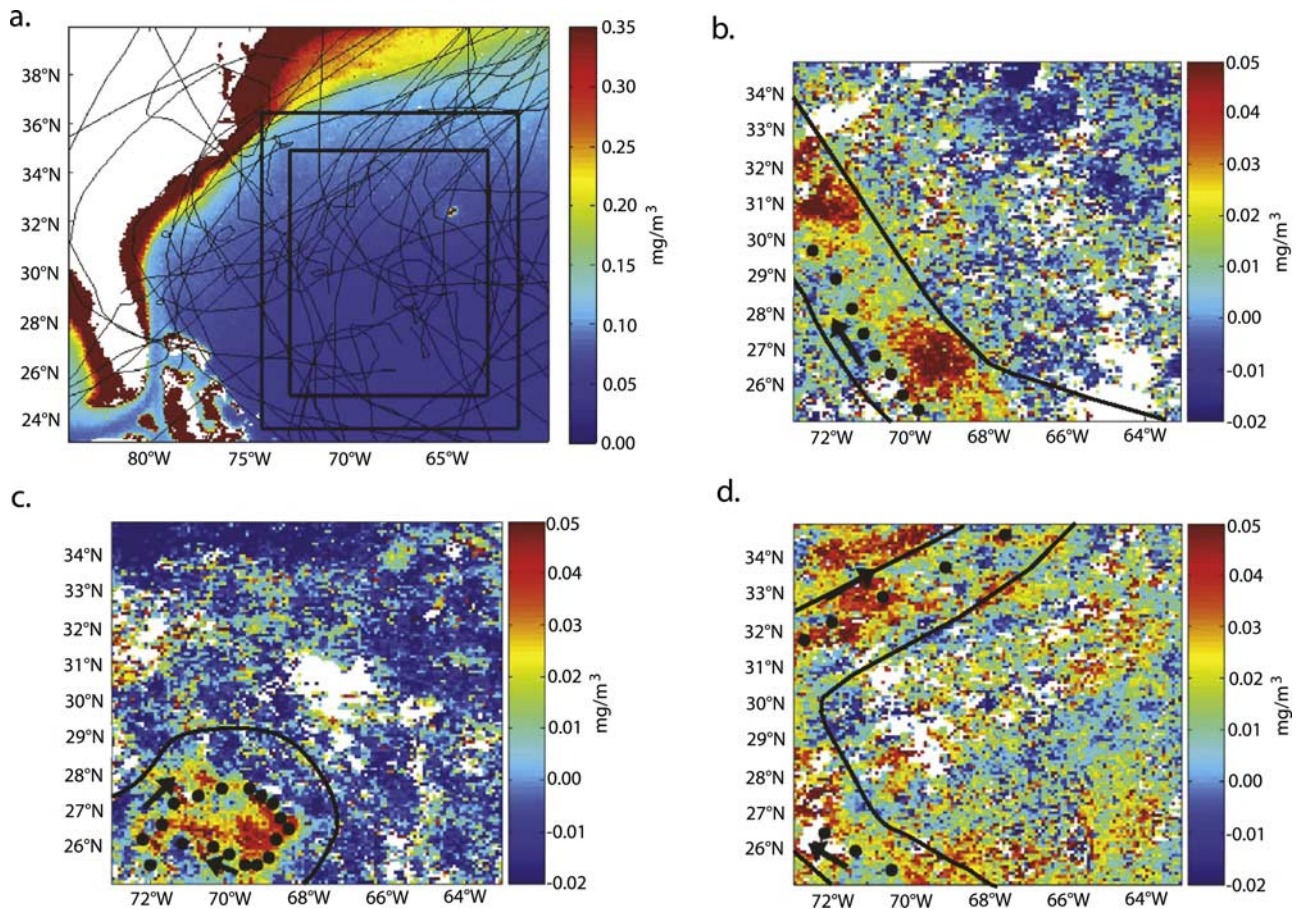 a.
38°N
36°N
34°N
32°N
30°N
28°N
26°N
24°N
80°W
75°W
70°W
65°W
0.35
0.30
0.25
0.20
0.15
0.10
0.05
0.00
mg/m³
b.
34°N
33°N
32°N
31°N
30°N
29°N
28°N
27°N
26°N
72°W
70°W
68°W
66°W
64°W
0.05
0.04
0.03
0.02
0.01
0.00
-0.01
-0.02
mg/m³
c.
34°N
33°N
32°N
31°N
30°N
29°N
28°N
27°N
26°N
72°W
70°W
68°W
66°W
64°W
0.05
0.04
0.03
0.02
0.01
0.00
-0.01
-0.02
mg/m³
d.
34°N
33°N
32°N
31°N
30°N
29°N
28°N
27°N
26°N
72°W
70°W
68°W
66°W
64°W
0.05
0.04
0.03
0.02
0.01
0.00
-0.01
-0.02
mg/m³